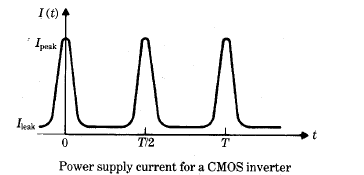 I(t)
I_peak
I_leak
0 T/2 T t
Power supply current for a CMOS inverter